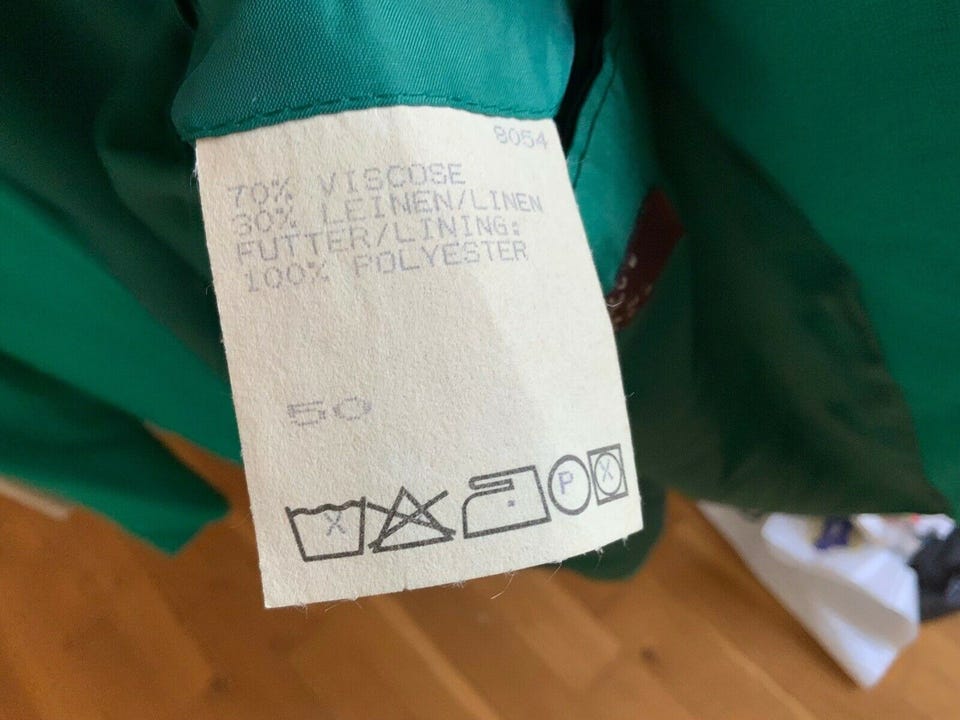 8054
70% VISCOSE
30% LEINEN/LINEN
FUTTER/LINING:
100% POLYESTER
50
X
P
X